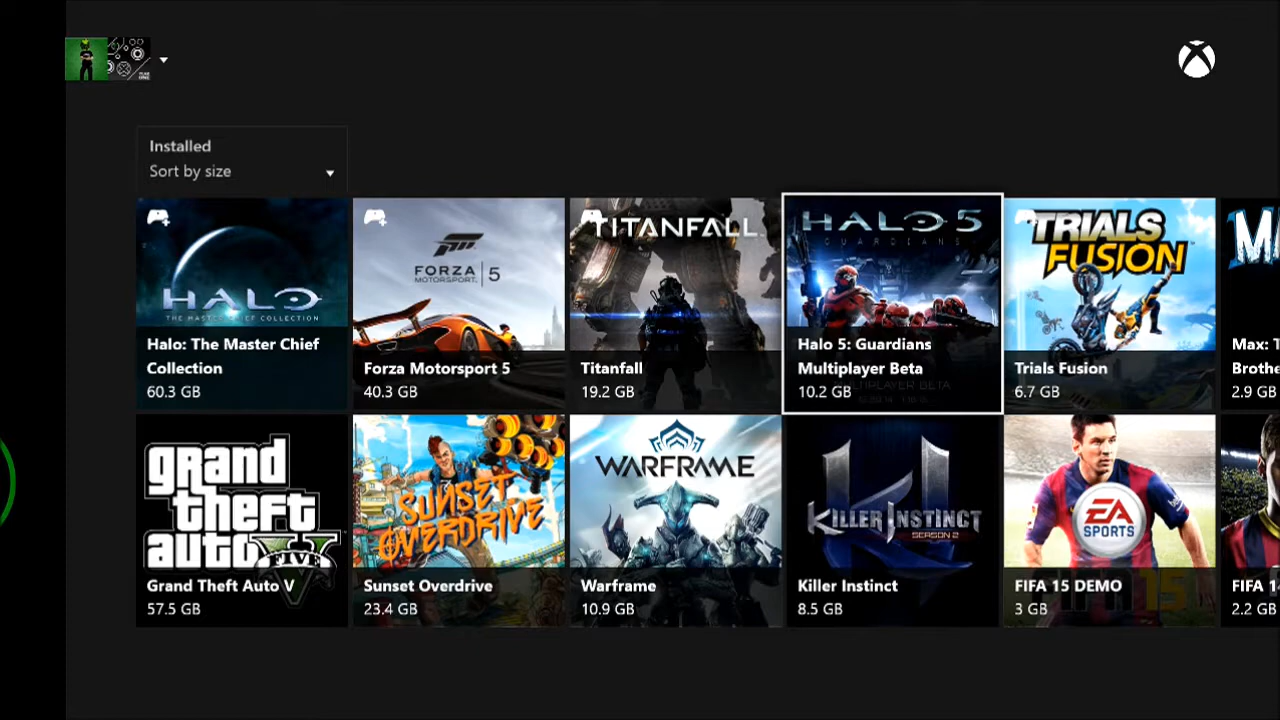 Installed
Sort by size
HALO
THE MASTER CHIEF COLLECTION
Halo: The Master Chief
Collection
60.3 GB
FORZA
MOTORSPORT 5
Forza Motorsport 5
40.3 GB
TITANFALL
Titanfall
19.2 GB
HALO 5
GUARDIANS
Halo 5: Guardians
Multiplayer Beta
MULTIPLAYER BETA
10.2 GB
TRIALS
FUSION
Trials Fusion
6.7 GB
Max: T
Brothe
2.9 GB
grand
theft
auto V
FIVE
Grand Theft Auto V
57.5 GB
SUNSET
OVERDRIVE
Sunset Overdrive
23.4 GB
WARFRAME
Warframe
10.9 GB
KILLER INSTINCT
SEASON 2
Killer Instinct
8.5 GB
EA
SPORTS
FIFA 15 DEMO
3 GB
FIFA 1
2.2 GB